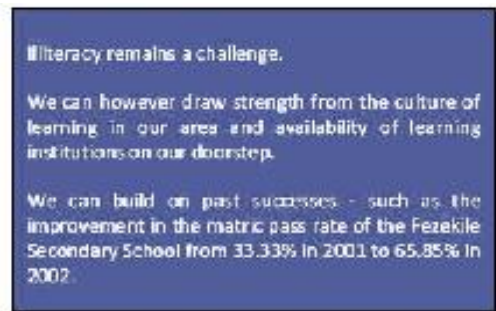 Illiteracy remains a challenge.
We can however draw strength from the culture of
learning in our area and availability of learning
institutions on our doorstep.
We can build on past successes - such as the
improvement in the matric pass rate of the Fezekile
Secondary School from 33.33% in 2001 to 65.85% in
2002.